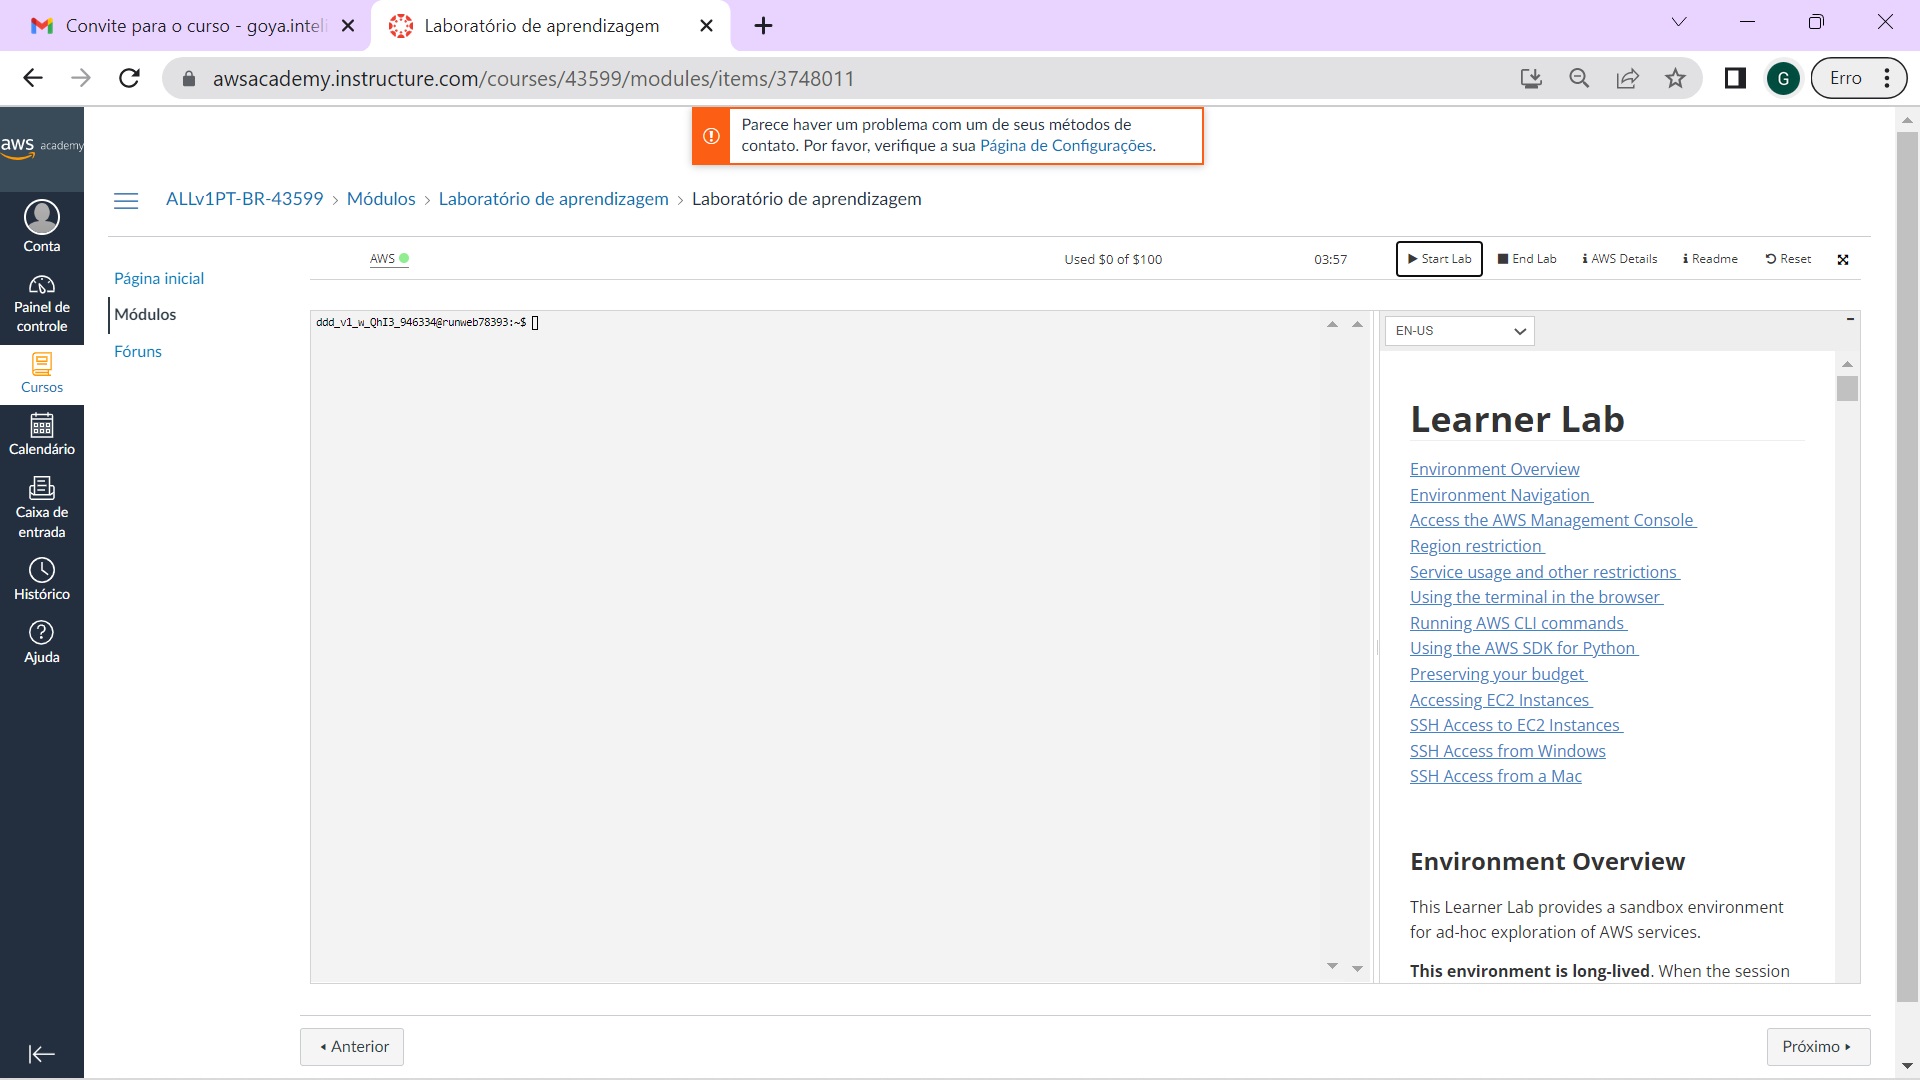 Convite para o curso - goya.inteli
Laboratório de aprendizagem
awsacademy.instructure.com/courses/43599/modules/items/3748011
G
Erro
Parece haver um problema com um de seus métodos de
contato. Por favor, verifique a sua Página de Configurações.
aws academy
ALLv1PT-BR-43599 › Módulos › Laboratório de aprendizagem › Laboratório de aprendizagem
Conta
Painel de
controle
Cursos
Calendário
Caixa de
entrada
Histórico
Ajuda
Página inicial
Módulos
Fóruns
AWS
Used $0 of $100
03:57
Start Lab
End Lab
AWS Details
Readme
Reset
ddd_v1_w_QhI3_946334@runweb78393:~$
EN-US
Learner Lab
Environment Overview
Environment Navigation
Access the AWS Management Console
Region restriction
Service usage and other restrictions
Using the terminal in the browser
Running AWS CLI commands
Using the AWS SDK for Python
Preserving your budget
Accessing EC2 Instances
SSH Access to EC2 Instances
SSH Access from Windows
SSH Access from a Mac
Environment Overview
This Learner Lab provides a sandbox environment
for ad-hoc exploration of AWS services.
This environment is long-lived. When the session
Anterior
Próximo